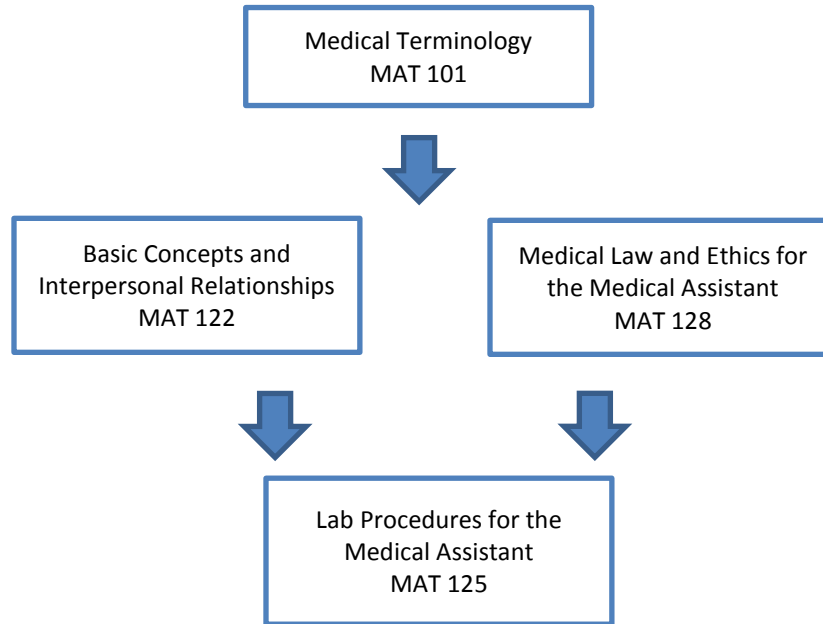 Medical Terminology
MAT 101
Basic Concepts and
Interpersonal Relationships
MAT 122
Medical Law and Ethics for
the Medical Assistant
MAT 128
Lab Procedures for the
Medical Assistant
MAT 125